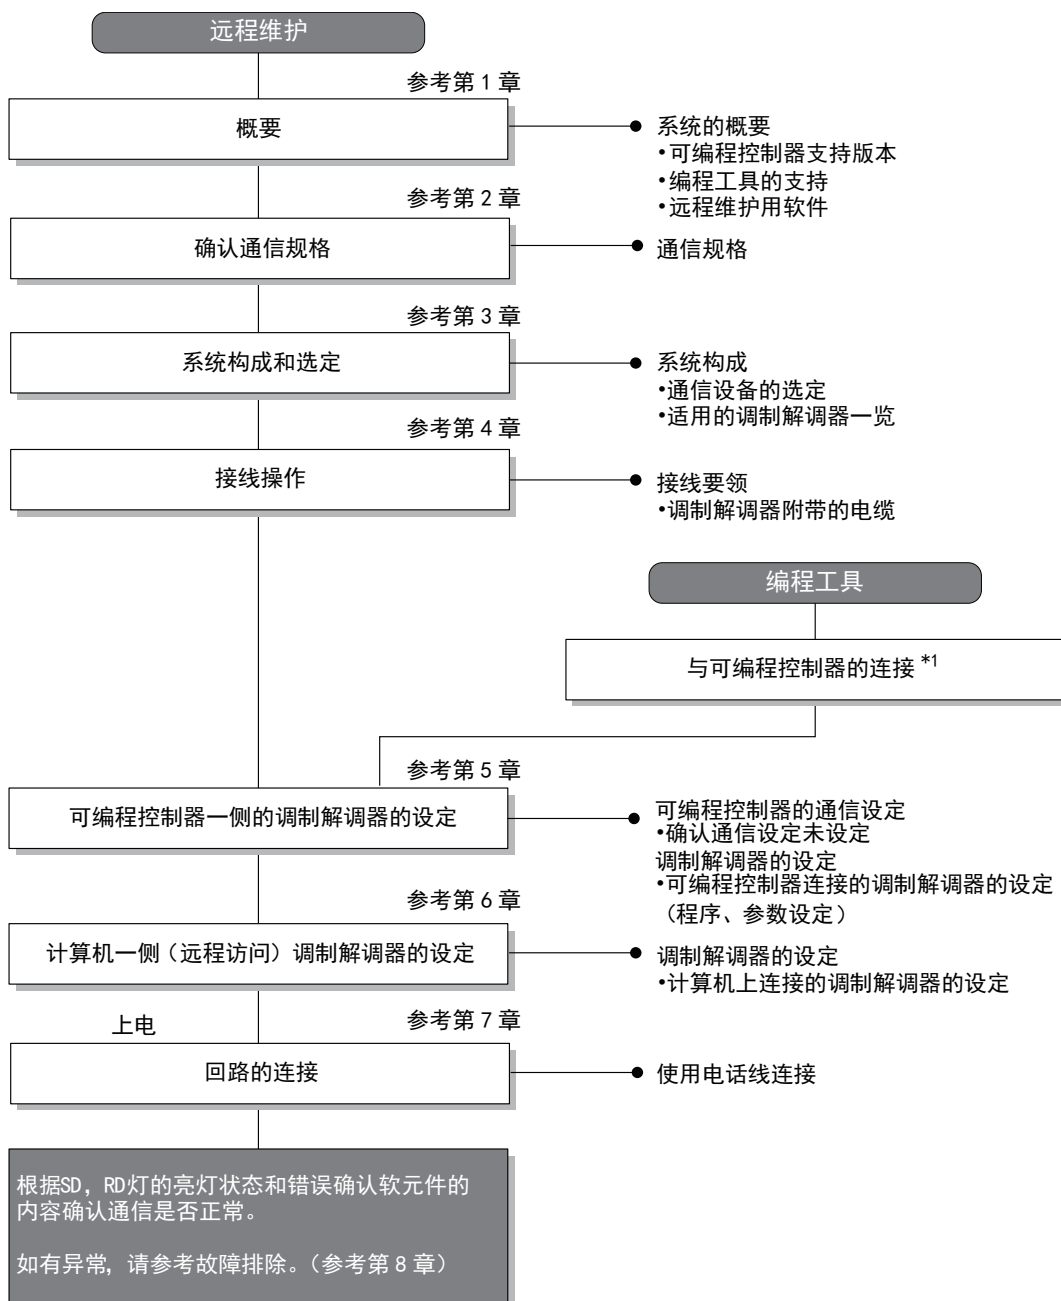 远程维护
参考第 1 章
概要
系统的概要
•可编程控制器支持版本
•编程工具的支持
•远程维护用软件
参考第 2 章
确认通信规格
通信规格
参考第 3 章
系统构成和选定
系统构成
•通信设备的选定
•适用的调制解调器一览
参考第 4 章
接线操作
接线要领
•调制解调器附带的电缆
编程工具
与可编程控制器的连接 *1
参考第 5 章
可编程控制器一侧的调制解调器的设定
可编程控制器的通信设定
•确认通信设定未设定
调制解调器的设定
•可编程控制器连接的调制解调器的设定
（程序、参数设定）
参考第 6 章
计算机一侧（远程访问）调制解调器的设定
调制解调器的设定
•计算机上连接的调制解调器的设定
上电
参考第 7 章
回路的连接
使用电话线连接
根据SD, RD灯的亮灯状态和错误确认软元件的
内容确认通信是否正常。
如有异常, 请参考故障排除。（参考第 8 章）